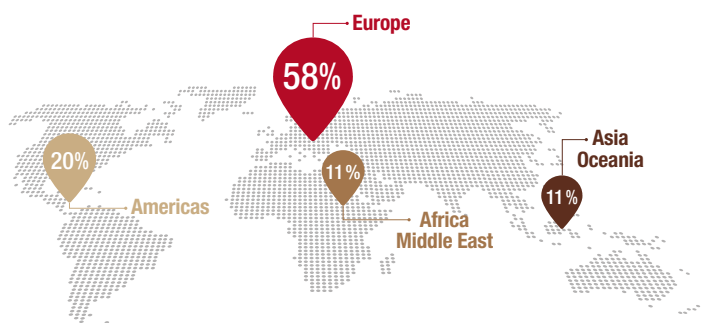 Europe
58%
20%
Americas
11%
Africa
Middle East
Asia
Oceania
11%